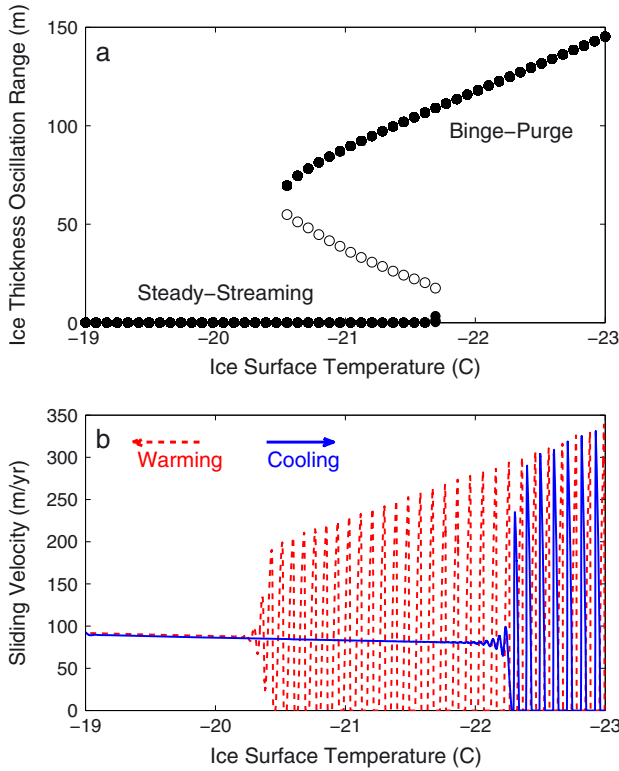 a
Ice Thickness Oscillation Range (m)
150
100
50
0
Binge–Purge
Steady–Streaming
−19 −20 −21 −22 −23
Ice Surface Temperature (C)
b
Sliding Velocity (m/yr)
350
300
250
200
150
100
50
0
Warming
Cooling
−19 −20 −21 −22 −23
Ice Surface Temperature (C)